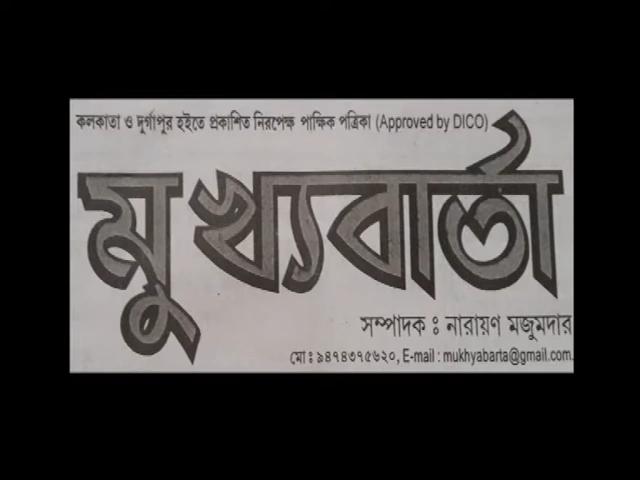 কলকাতা ও দুর্গাপুর হইতে প্রকাশিত নিরপেক্ষ পাক্ষিক পত্রিকা (Approved by DICO)
মুখ্যবার্তা
সম্পাদক ঃ নারায়ণ মজুমদার
মো ঃ ৯৪৭৪৩৭৫৬২০, E-mail : mukhyabarta@gmail.com.